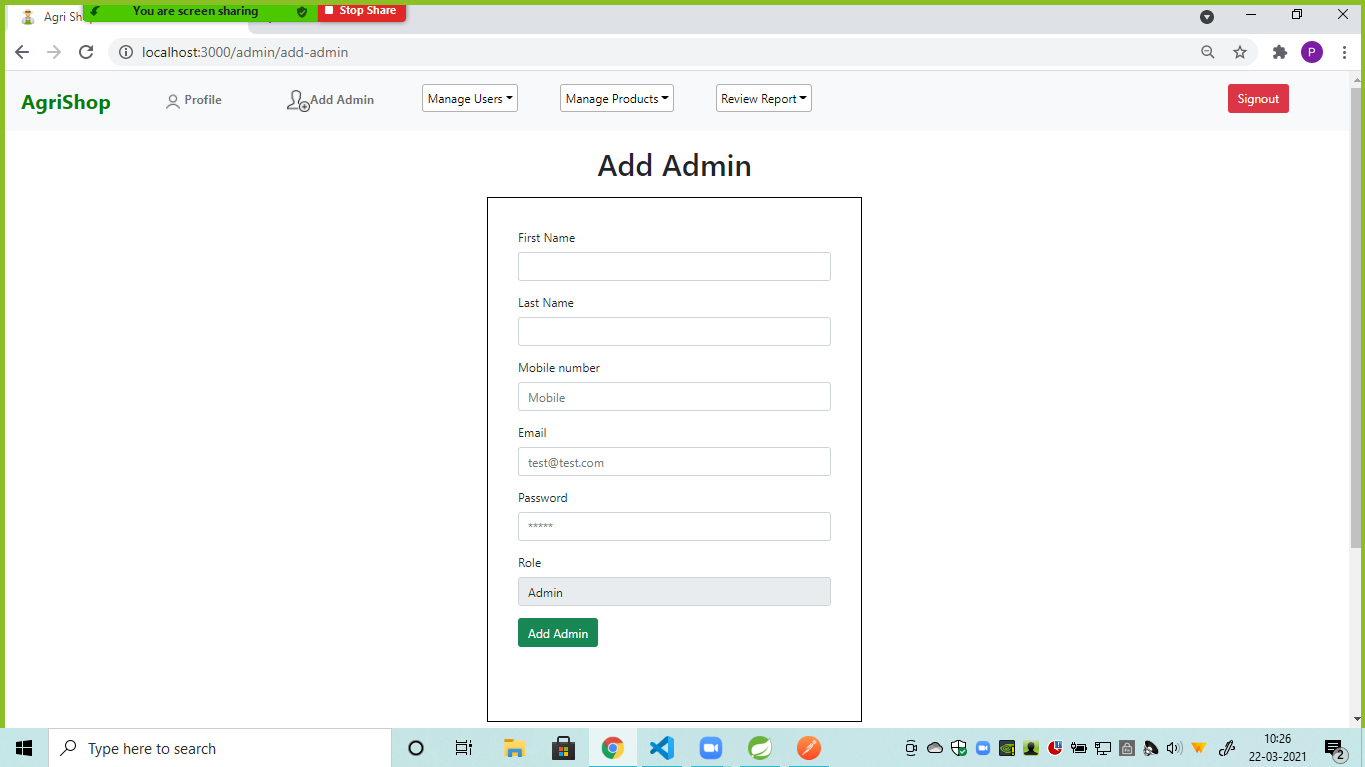 Agri Sh
You are screen sharing
Stop Share
localhost:3000/admin/add-admin
P
AgriShop
Profile
Add Admin
Manage Users
Manage Products
Review Report
Signout
Add Admin
First Name
Last Name
Mobile number
Mobile
Email
test@test.com
Password
*****
Role
Admin
Add Admin
Type here to search
10:26
22-03-2021
2